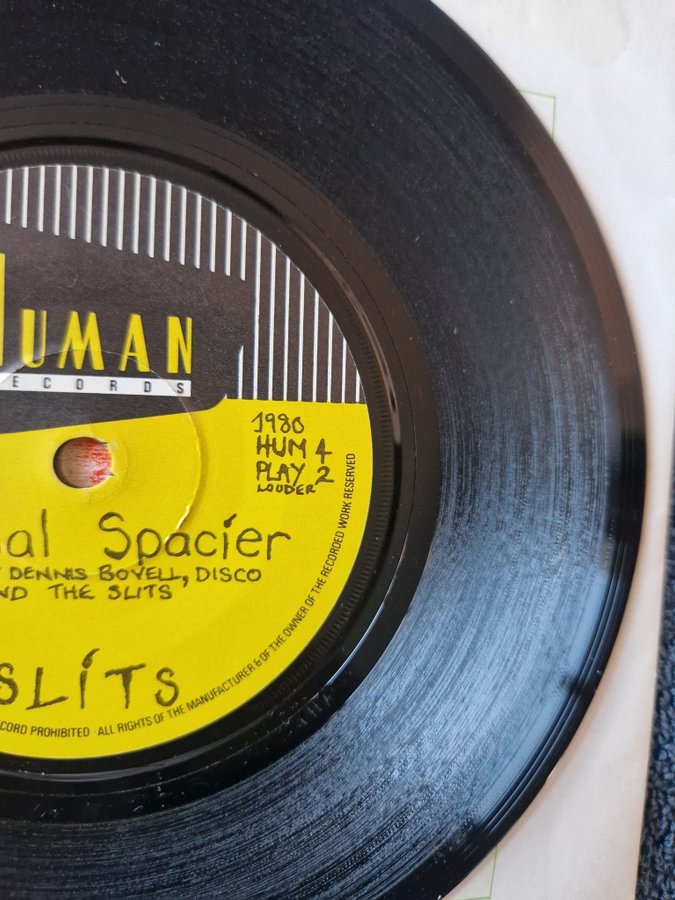 HUMAN
ECORDS
1980
HUM 4
PLAY 2
LOUDER
al Spacier
DENNIS BOVELL, DISCO
ND THE SLITS
SLITS
CORD PROHIBITED · ALL RIGHTS OF THE MANUFACTURER & OF THE OWNER OF THE RECORDED WORK RESERVED